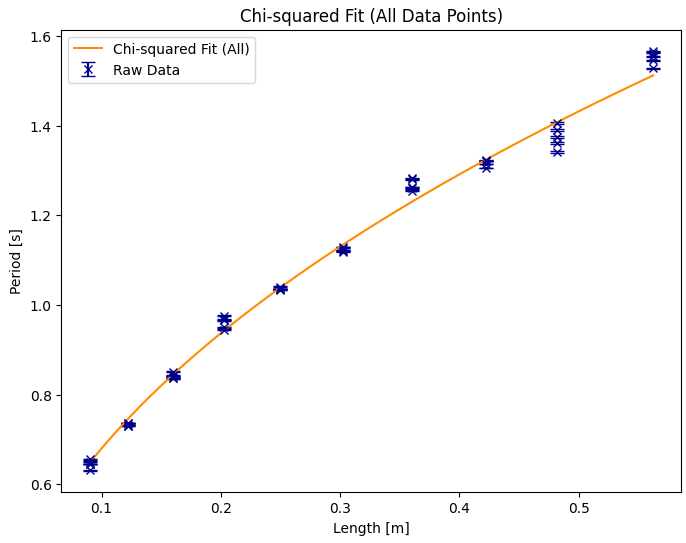 Chi-squared Fit (All Data Points)
Chi-squared Fit (All)
Raw Data
Period [s]
1.6
1.4
1.2
1.0
0.8
0.6
0.1 0.2 0.3 0.4 0.5
Length [m]